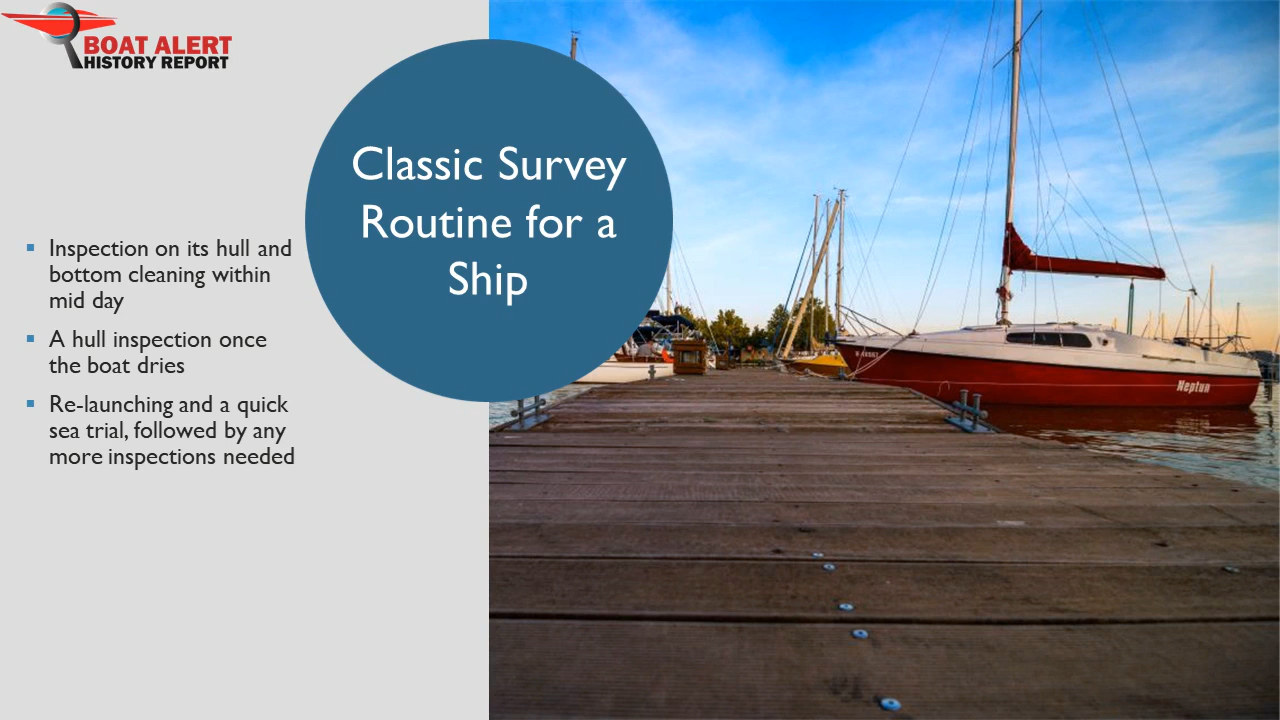 BOAT ALERT
HISTORY REPORT
Classic Survey
Routine for a
Ship
▪ Inspection on its hull and
bottom cleaning within
mid day
▪ A hull inspection once
the boat dries
▪ Re-launching and a quick
sea trial, followed by any
more inspections needed
Neptun